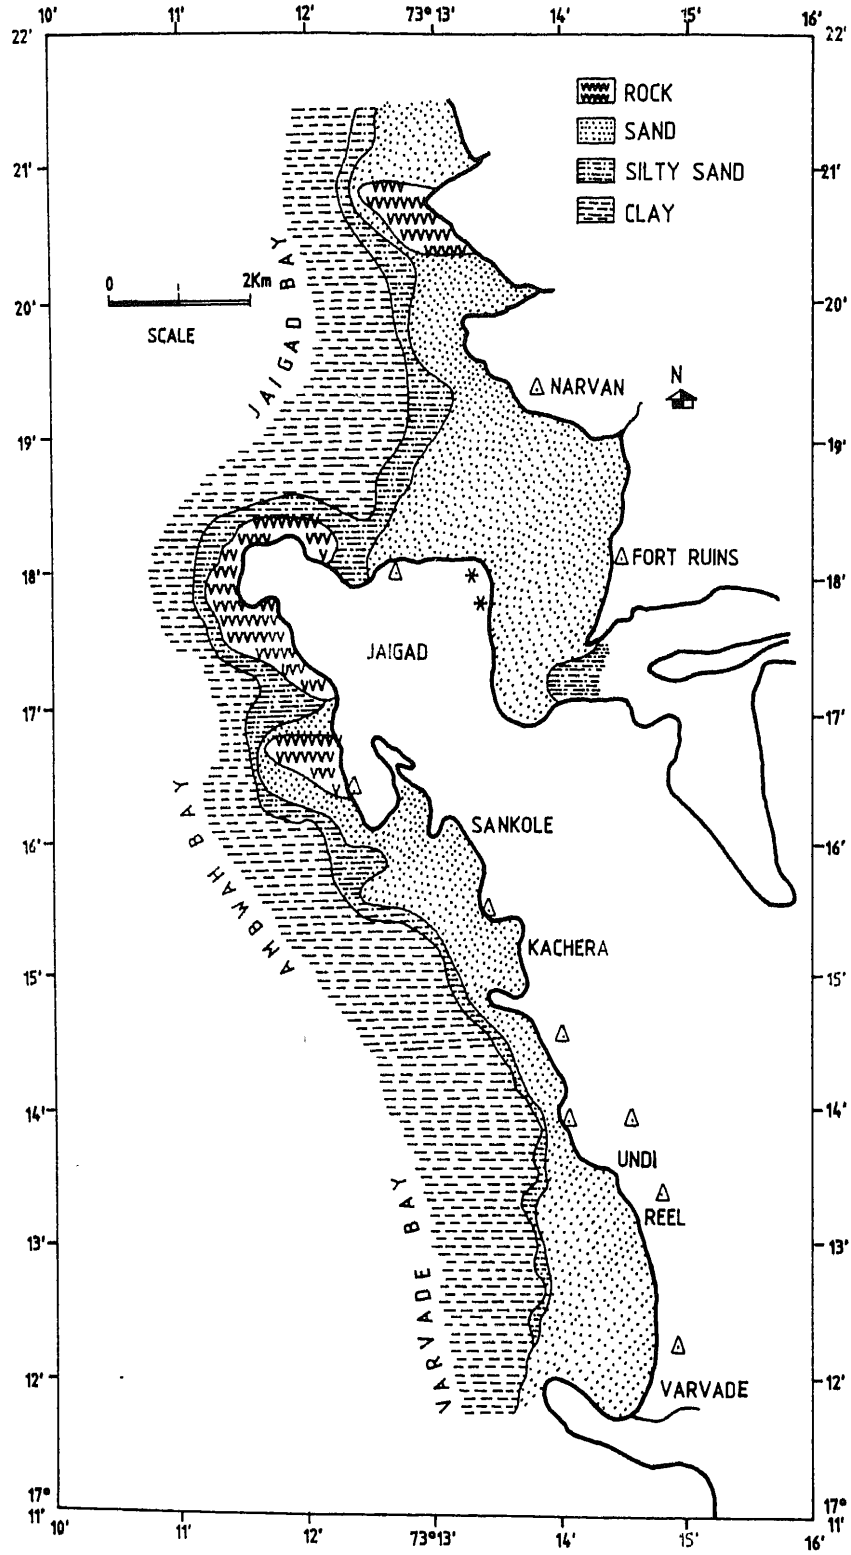 10' 11' 12' 73° 13' 14' 15' 16'
22' 22'
ROCK
SAND
21' 21'
SILTY SAND
CLAY
JAIGAD BAY
0 2Km
20' 20'
SCALE
N
NARVAN
19' 19'
FORT RUINS
18' 18'
JAIGAD
17' 17'
AMBWAH BAY
SANKOLE
16' 16'
KACHERA
15' 15'
14' 14'
UNDI
VARVADE BAY
REEL
13' 13'
12' 12'
VARVADE
17° 17°
11' 11'
10' 11' 12' 73°13' 14' 15' 16'